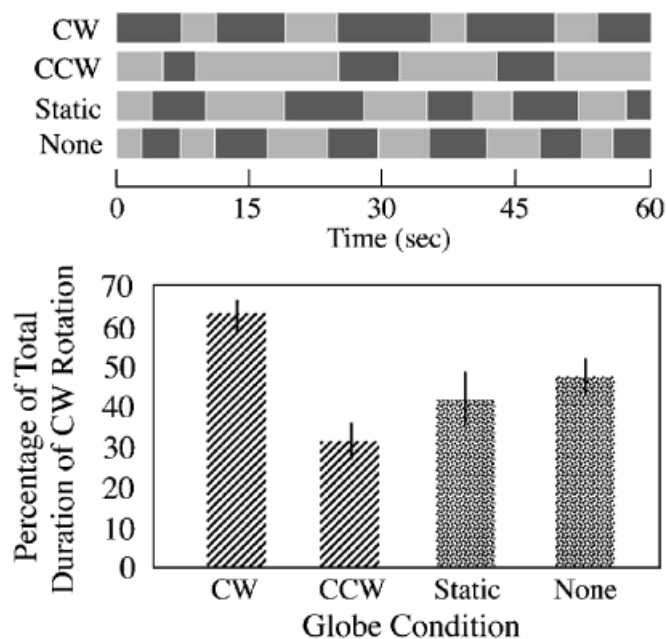 CW
CCW
Static
None
0 15 30 45 60
Time (sec)
Percentage of Total
Duration of CW Rotation
70
60
50
40
30
20
10
0
CW CCW Static None
Globe Condition